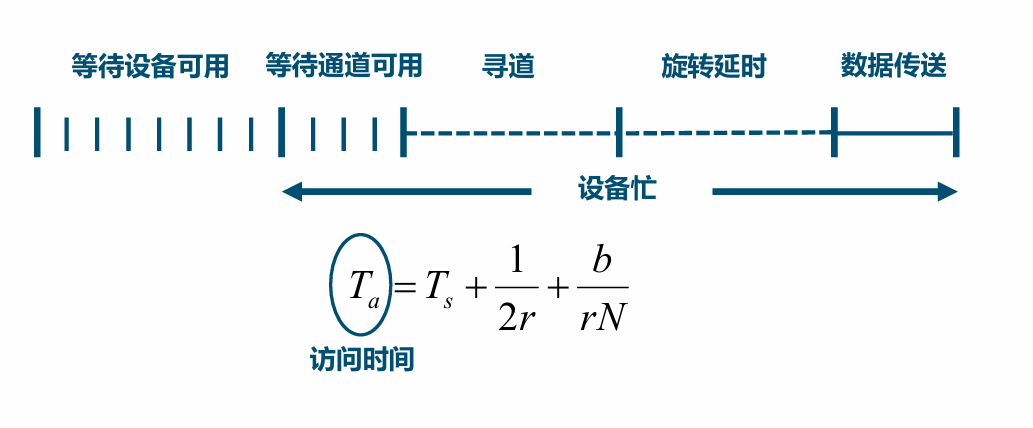 等待设备可用 等待通道可用 寻道 旋转延时 数据传送
设备忙
T_a = T_s + \frac{1}{2r} + \frac{b}{rN}
访问时间